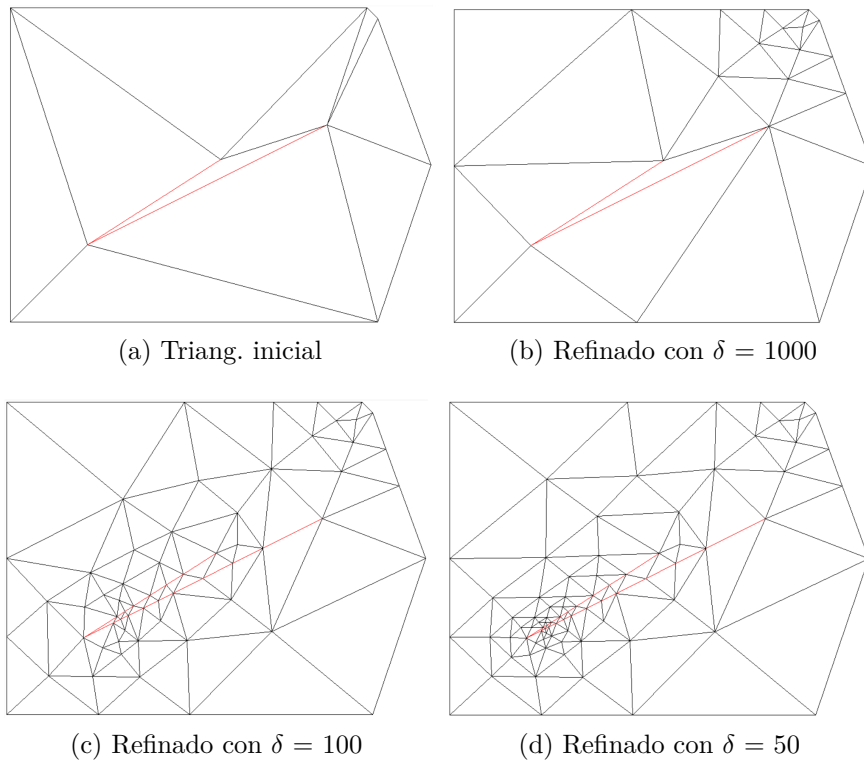 (a) Triang. inicial
(b) Refinado con δ = 1000
(c) Refinado con δ = 100
(d) Refinado con δ = 50